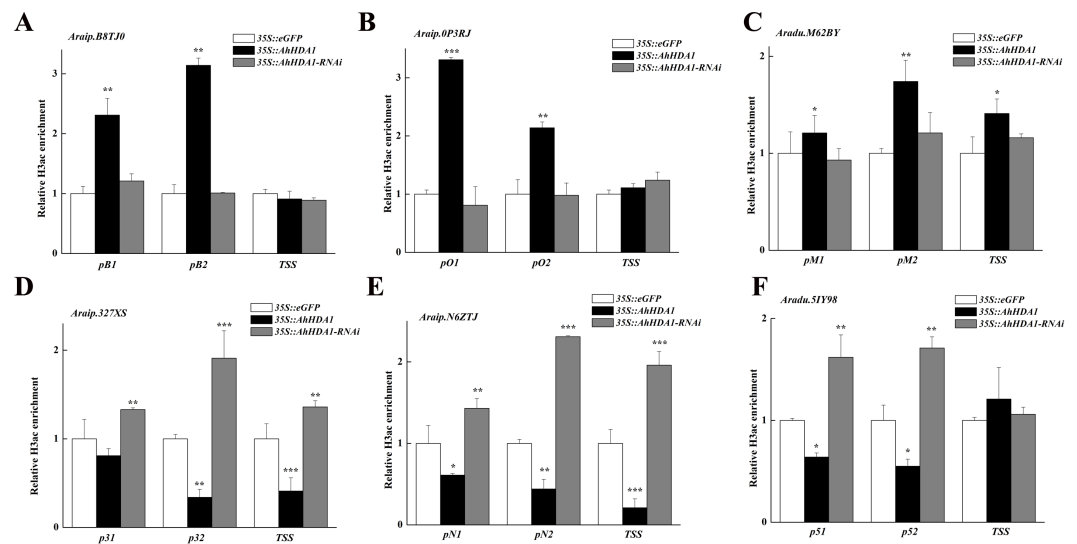 A
Araip.B8TJ0
35S::eGFP
35S::AhHDA1
35S::AhHDA1-RNAi
Relative H3ac enrichment
3
2
1
0
**
**
pB1 pB2 TSS
B
Araip.0P3RJ
35S::eGFP
35S::AhHDA1
35S::AhHDA1-RNAi
Relative H3ac enrichment
3
2
1
0
***
**
pO1 pO2 TSS
C
Aradu.M62BY
35S::eGFP
35S::AhHDA1
35S::AhHDA1-RNAi
Relative H3ac enrichment
2
1
0
*
**
*
pM1 pM2 TSS
D
Araip.327XS
35S::eGFP
35S::AhHDA1
35S::AhHDA1-RNAi
Relative H3ac enrichment
2
1
0
**
**
***
***
**
p31 p32 TSS
E
Araip.N6ZTJ
35S::eGFP
35S::AhHDA1
35S::AhHDA1-RNAi
Relative H3ac enrichment
2
1
0
*
**
**
***
***
***
pN1 pN2 TSS
F
Aradu.5IY98
35S::eGFP
35S::AhHDA1
35S::AhHDA1-RNAi
Relative H3ac enrichment
2
1
0
*
**
*
**
p51 p52 TSS